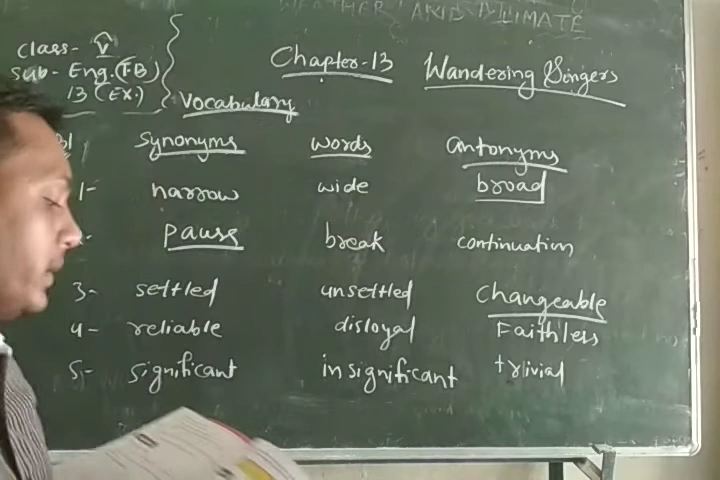 WEATHER AND CLIMATE
Class- V
Sub- Eng. (FB)
13 (EX.)
Chapter-13 Wandering Singers
Vocabulary
B) Synonyms words antonyms
1- narrow wide broad
pause break continuation
3- settled unsettled Changeable
4- reliable disloyal Faithless
5- significant insignificant trivial